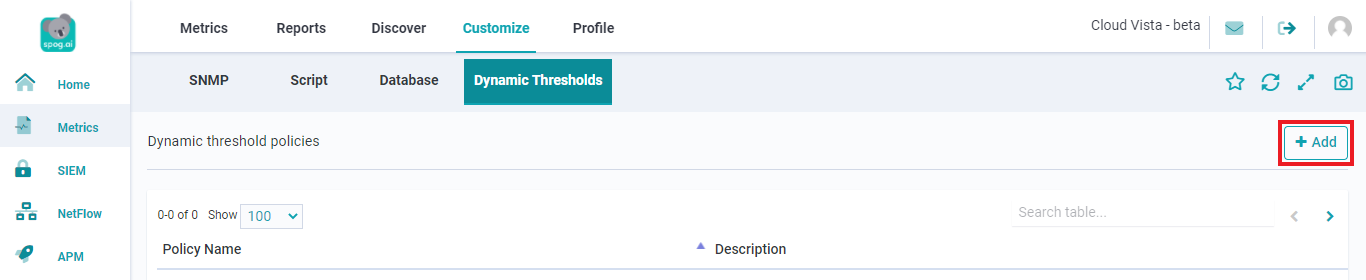 spog.ai
Metrics Reports Discover Customize Profile
Cloud Vista - beta
SNMP Script Database Dynamic Thresholds
Home
Metrics
SIEM
NetFlow
APM
Dynamic threshold policies
+ Add
0-0 of 0 Show 100
Search table...
Policy Name Description